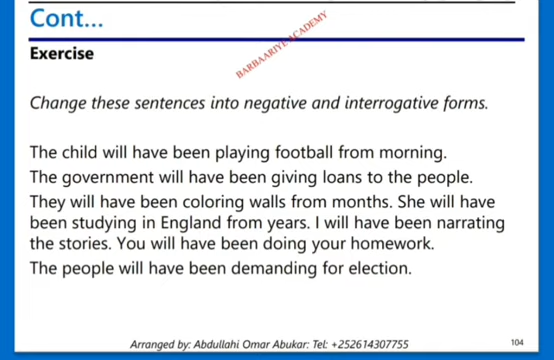 Cont...
BARBAARIYE ACADEMY
Exercise
Change these sentences into negative and interrogative forms.
The child will have been playing football from morning.
The government will have been giving loans to the people.
They will have been coloring walls from months. She will have
been studying in England from years. I will have been narrating
the stories. You will have been doing your homework.
The people will have been demanding for election.
Arranged by: Abdullahi Omar Abukar: Tel: +252614307755
104